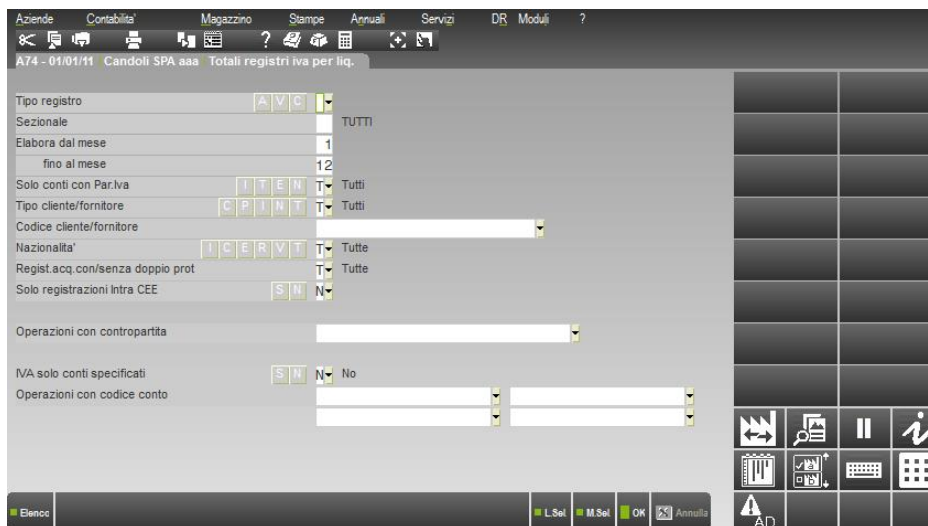 Aziende Contabilita' Magazzino Stampe Annuali Servizi DR Moduli ?
?
A74 - 01/01/11 Candoli SPA aaa Totali registri iva per liq.
Tipo registro A V C
Sezionale TUTTI
Elabora dal mese 1
fino al mese 12
Solo conti con Par.Iva I T E N T Tutti
Tipo cliente/fornitore C P I N T T Tutti
Codice cliente/fornitore
Nazionalita' I C E R V T T Tutte
Regist.acq.con/senza doppio prot T Tutte
Solo registrazioni Intra CEE S N N
Operazioni con contropartita
IVA solo conti specificati S N N No
Operazioni con codice conto
i
AD
Elenco L.Sel M.Sel OK Annulla